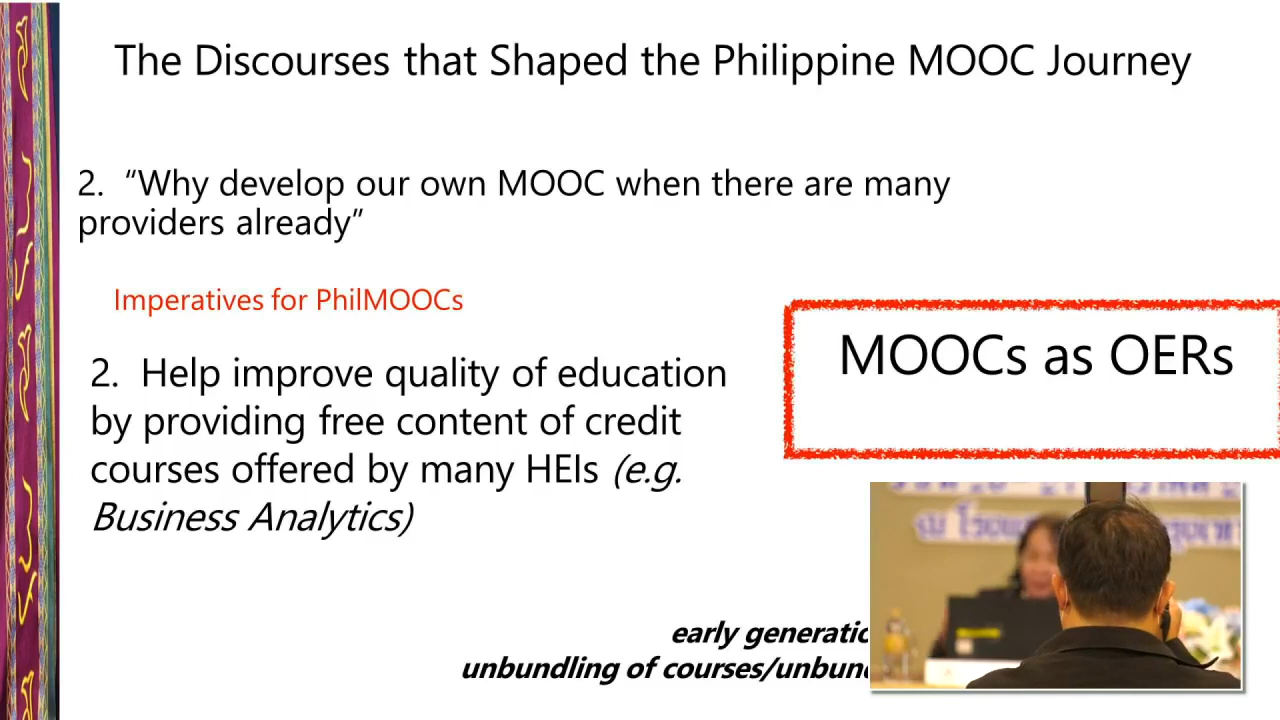 The Discourses that Shaped the Philippine MOOC Journey
2. “Why develop our own MOOC when there are many
providers already”
Imperatives for PhilMOOCs
MOOCs as OERs
2. Help improve quality of education
by providing free content of credit
courses offered by many HEIs (e.g.
Business Analytics)
early
unbundling of courses/